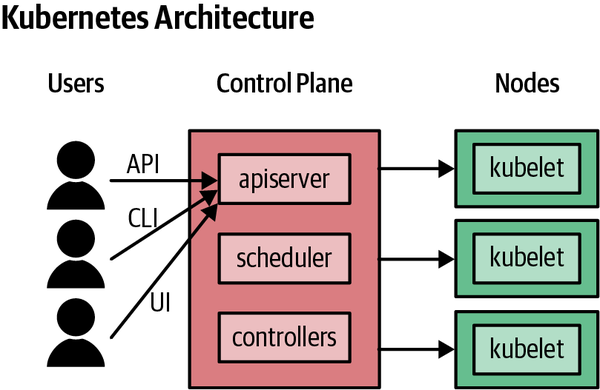 Kubernetes Architecture
Users
Control Plane
Nodes
API
CLI
UI
apiserver
scheduler
controllers
kubelet
kubelet
kubelet